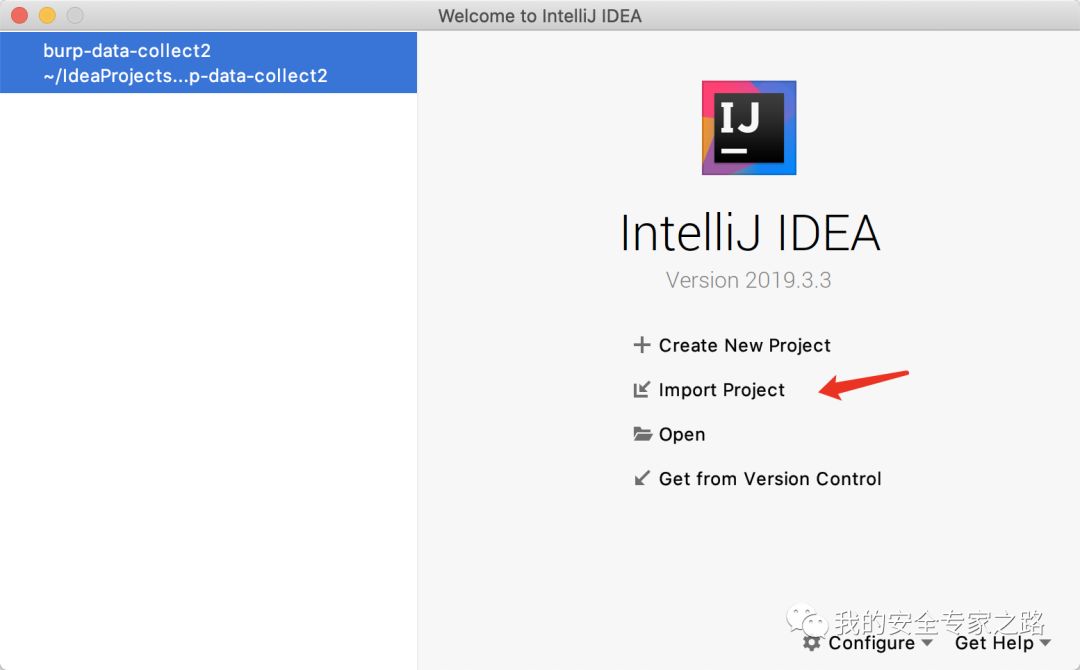 Welcome to IntelliJ IDEA
burp-data-collect2
~/IdeaProjects...p-data-collect2
IJ
IntelliJ IDEA
Version 2019.3.3
Create New Project
Import Project
Open
Get from Version Control
我的安全专家之路
Configure
Get Help